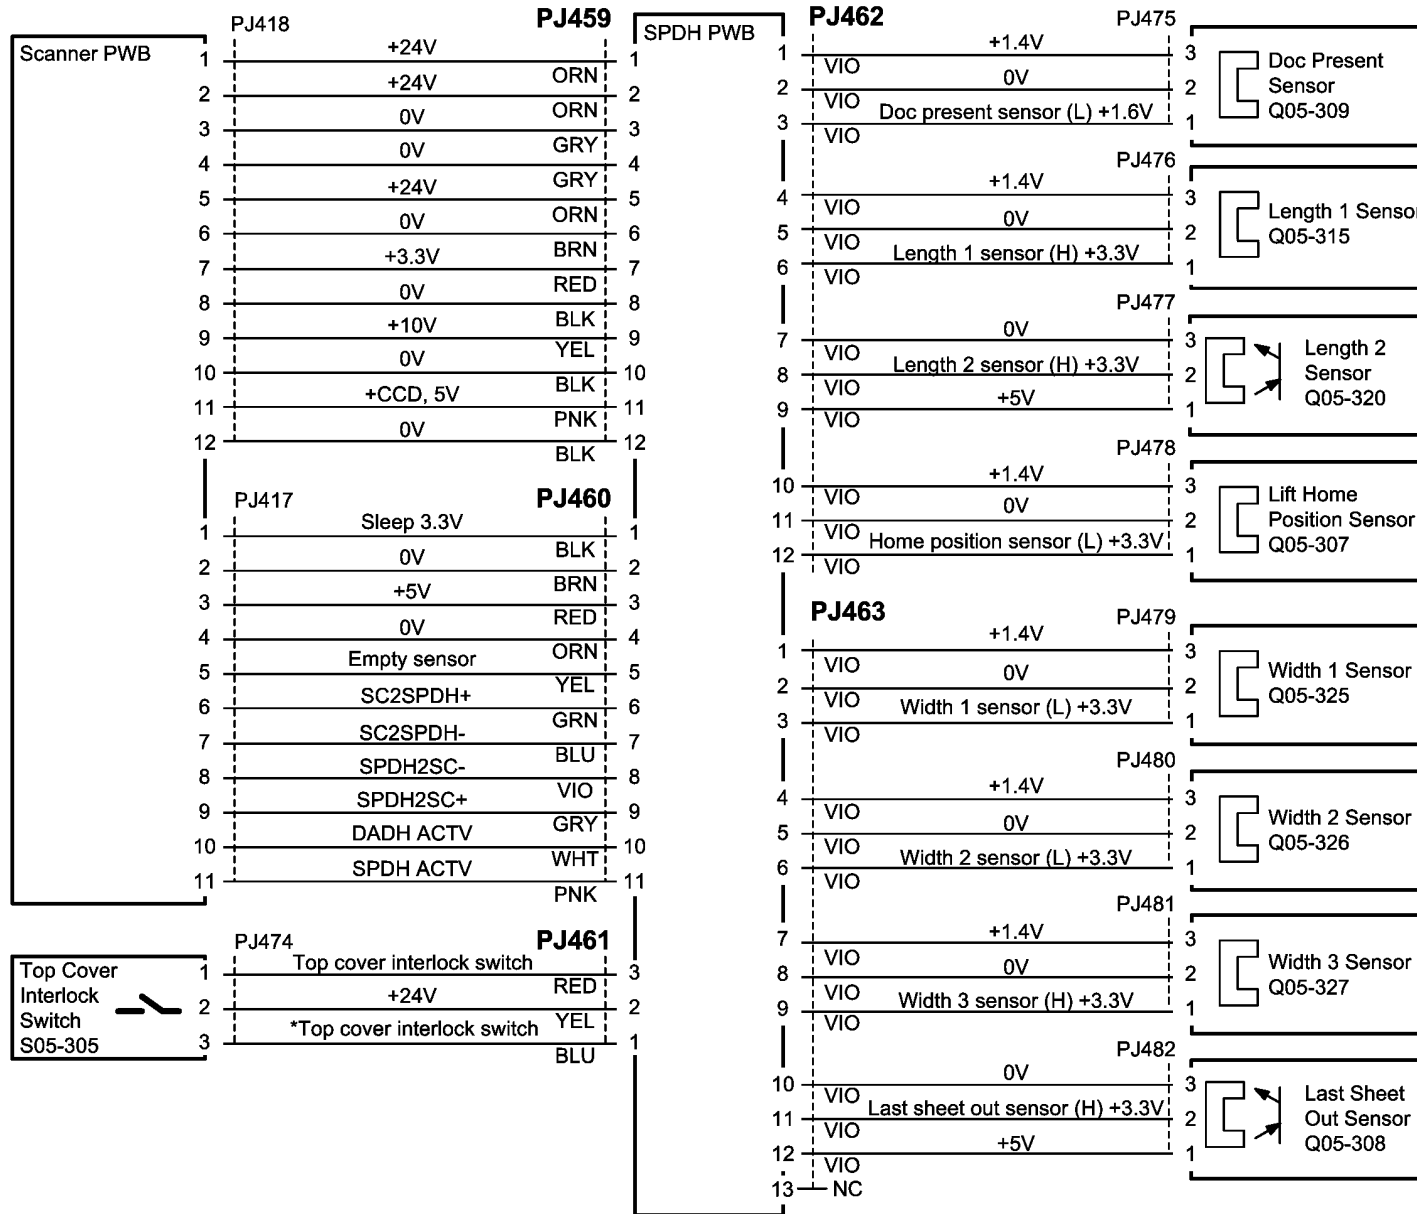 Scanner PWB
PJ418
PJ459
SPDH PWB
1 +24V ORN 1
2 +24V ORN 2
3 0V GRY 3
4 0V GRY 4
5 +24V ORN 5
6 0V BRN 6
7 +3.3V RED 7
8 0V BLK 8
9 +10V YEL 9
10 0V BLK 10
11 +CCD, 5V PNK 11
12 0V BLK 12
PJ417
PJ460
1 Sleep 3.3V BLK 1
2 0V BRN 2
3 +5V RED 3
4 0V ORN 4
5 Empty sensor YEL 5
6 SC2SPDH+ GRN 6
7 SC2SPDH- BLU 7
8 SPDH2SC- VIO 8
9 SPDH2SC+ GRY 9
10 DADH ACTV WHT 10
11 SPDH ACTV PNK 11
Top Cover
Interlock
Switch
S05-305
PJ474
PJ461
1 Top cover interlock switch RED 3
2 +24V YEL 2
3 *Top cover interlock switch BLU 1
PJ462
PJ475
1 VIO +1.4V 3
2 VIO 0V 2
3 VIO Doc present sensor (L) +1.6V 1
Doc Present
Sensor
Q05-309
PJ476
4 VIO +1.4V 3
5 VIO 0V 2
6 VIO Length 1 sensor (H) +3.3V 1
Length 1 Sensor
Q05-315
PJ477
7 VIO 0V 3
8 VIO Length 2 sensor (H) +3.3V 2
9 VIO +5V 1
Length 2
Sensor
Q05-320
PJ478
10 VIO +1.4V 3
11 VIO 0V 2
12 VIO Home position sensor (L) +3.3V 1
Lift Home
Position Sensor
Q05-307
PJ463
PJ479
1 VIO +1.4V 3
2 VIO 0V 2
3 VIO Width 1 sensor (L) +3.3V 1
Width 1 Sensor
Q05-325
PJ480
4 VIO +1.4V 3
5 VIO 0V 2
6 VIO Width 2 sensor (L) +3.3V 1
Width 2 Sensor
Q05-326
PJ481
7 VIO +1.4V 3
8 VIO 0V 2
9 VIO Width 3 sensor (H) +3.3V 1
Width 3 Sensor
Q05-327
PJ482
10 VIO 0V 3
11 VIO Last sheet out sensor (H) +3.3V 2
12 VIO +5V 1
13 NC
Last Sheet
Out Sensor
Q05-308